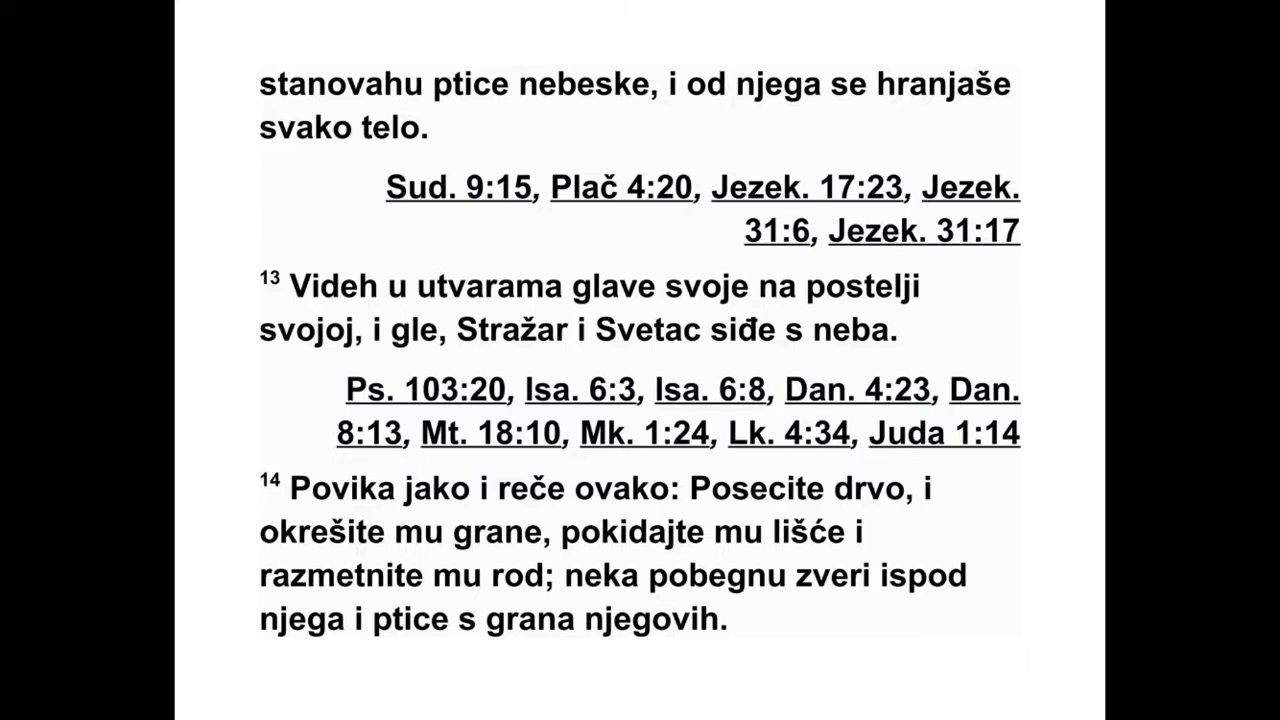 stanovahu ptice nebeske, i od njega se hranjaše
svako telo.
Sud. 9:15, Plač 4:20, Jezek. 17:23, Jezek.
31:6, Jezek. 31:17
13 Videh u utvarama glave svoje na postelji
svojoj, i gle, Stražar i Svetac siđe s neba.
Ps. 103:20, Isa. 6:3, Isa. 6:8, Dan. 4:23, Dan.
8:13, Mt. 18:10, Mk. 1:24, Lk. 4:34, Juda 1:14
14 Povika jako i reče ovako: Posecite drvo, i
okrešite mu grane, pokidajte mu lišće i
razmetnite mu rod; neka pobegnu zveri ispod
njega i ptice s grana njegovih.